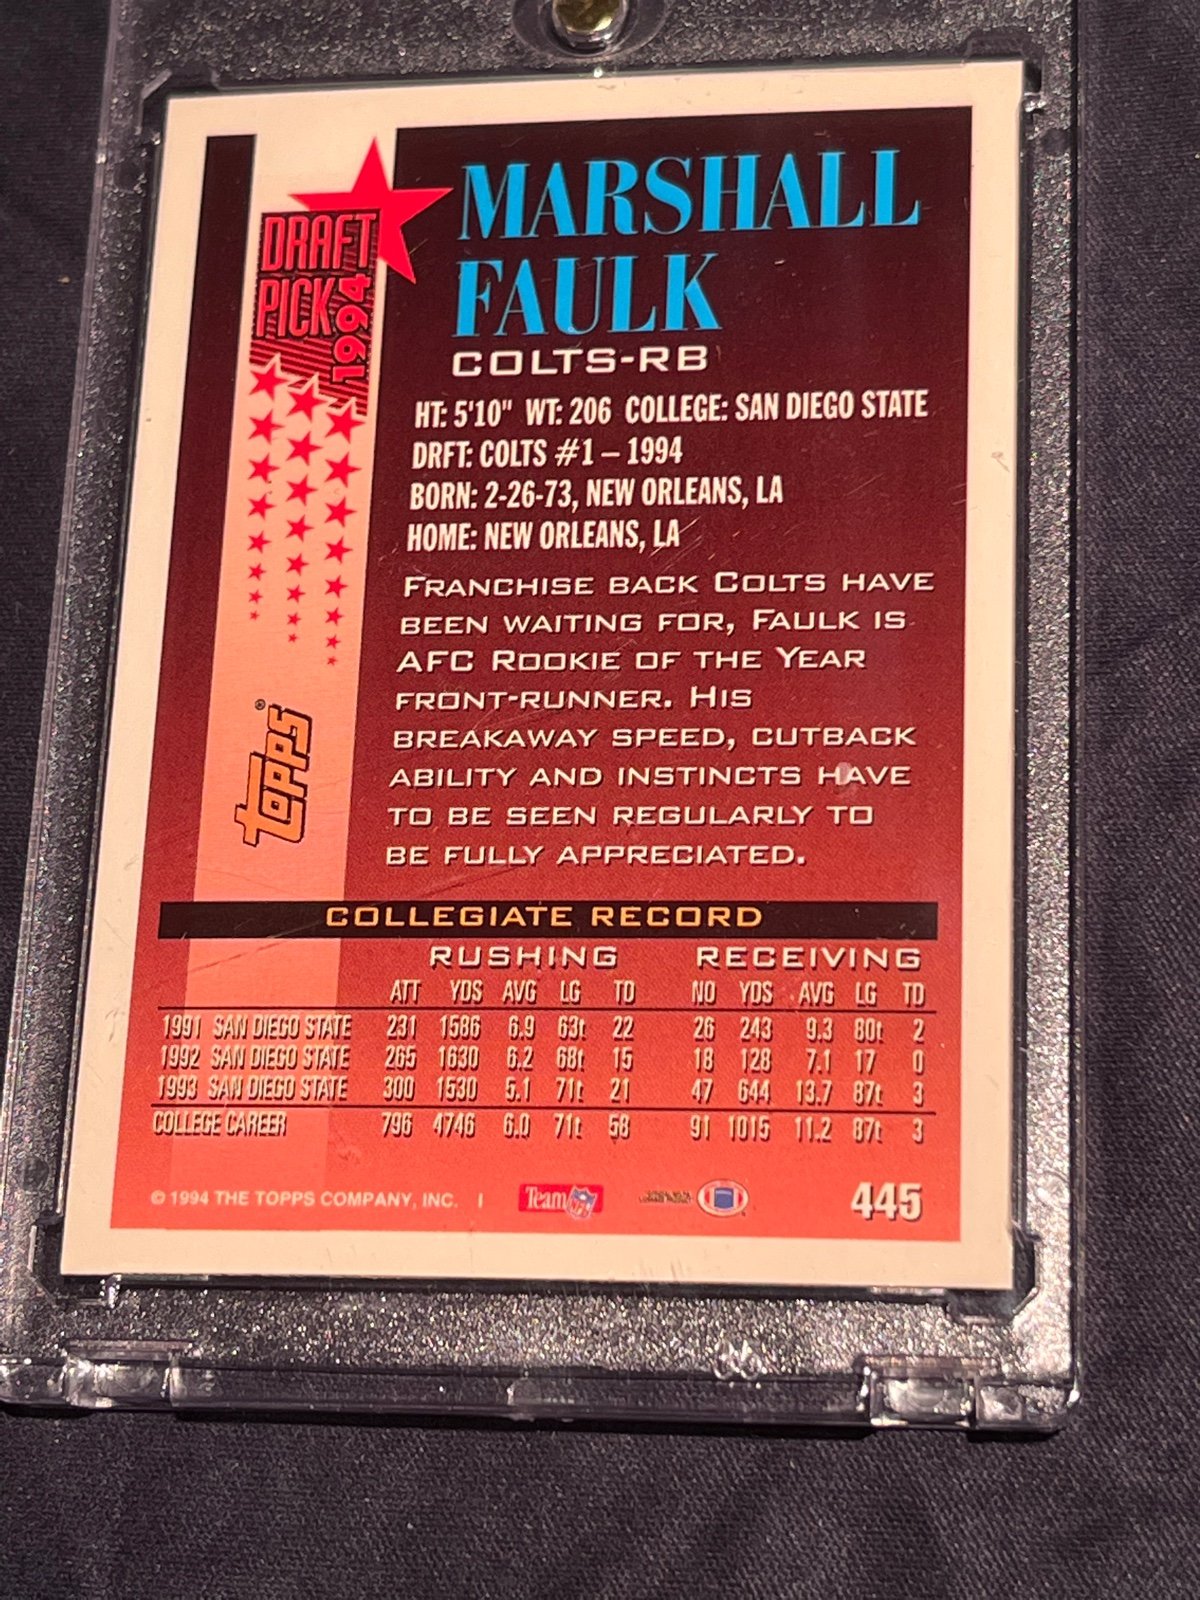 DRAFT
PICK
1994
MARSHALL
FAULK
COLTS-RB
HT: 5'10" WT: 206 COLLEGE: SAN DIEGO STATE
DRFT: COLTS #1 – 1994
BORN: 2-26-73, NEW ORLEANS, LA
HOME: NEW ORLEANS, LA
FRANCHISE BACK COLTS HAVE
BEEN WAITING FOR, FAULK IS
AFC ROOKIE OF THE YEAR
FRONT-RUNNER. HIS
BREAKAWAY SPEED, CUTBACK
ABILITY AND INSTINCTS HAVE
TO BE SEEN REGULARLY TO
BE FULLY APPRECIATED.
Topps®
COLLEGIATE RECORD
RUSHING RECEIVING
ATT YDS AVG LG TD NO YDS AVG LG TD
1991 SAN DIEGO STATE 231 1586 6.9 63t 22 26 243 9.3 80t 2
1992 SAN DIEGO STATE 265 1630 6.2 68t 15 18 128 7.1 17 0
1993 SAN DIEGO STATE 300 1530 5.1 71t 21 47 644 13.7 87t 3
COLLEGE CAREER 796 4746 6.0 71t 58 91 1015 11.2 87t 3
© 1994 THE TOPPS COMPANY, INC. I Team NFL 445